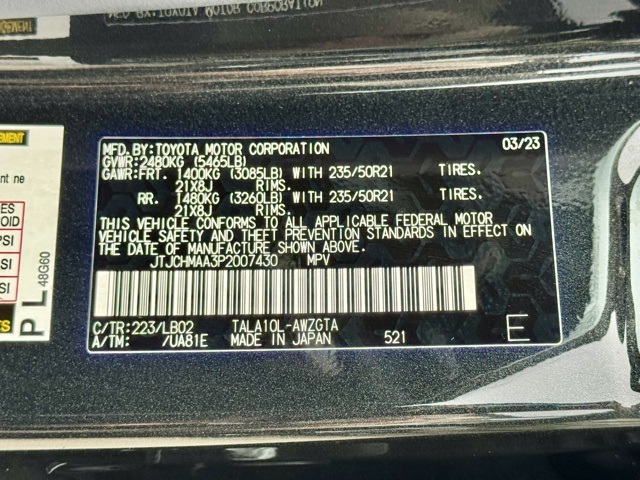 MFD. BY: TOYOTA MOTOR CORPORATION 03/23
GVWR: 2480KG (5465LB)
GAWR: FRT. 1400KG (3085LB) WITH 235/50R21 TIRES.
21X8J RIMS.
RR. 1480KG (3260LB) WITH 235/50R21 TIRES.
21X8J RIMS.
THIS VEHICLE CONFORMS TO ALL APPLICABLE FEDERAL MOTOR
VEHICLE SAFETY AND THEFT PREVENTION STANDARDS IN EFFECT ON
THE DATE OF MANUFACTURE SHOWN ABOVE.
JTJCHMAA3P2007430 MPV
C/TR: 223/LB02 TALA10L-AWZGTA
A/TM: /UA81E MADE IN JAPAN 521 E
PL 48G60